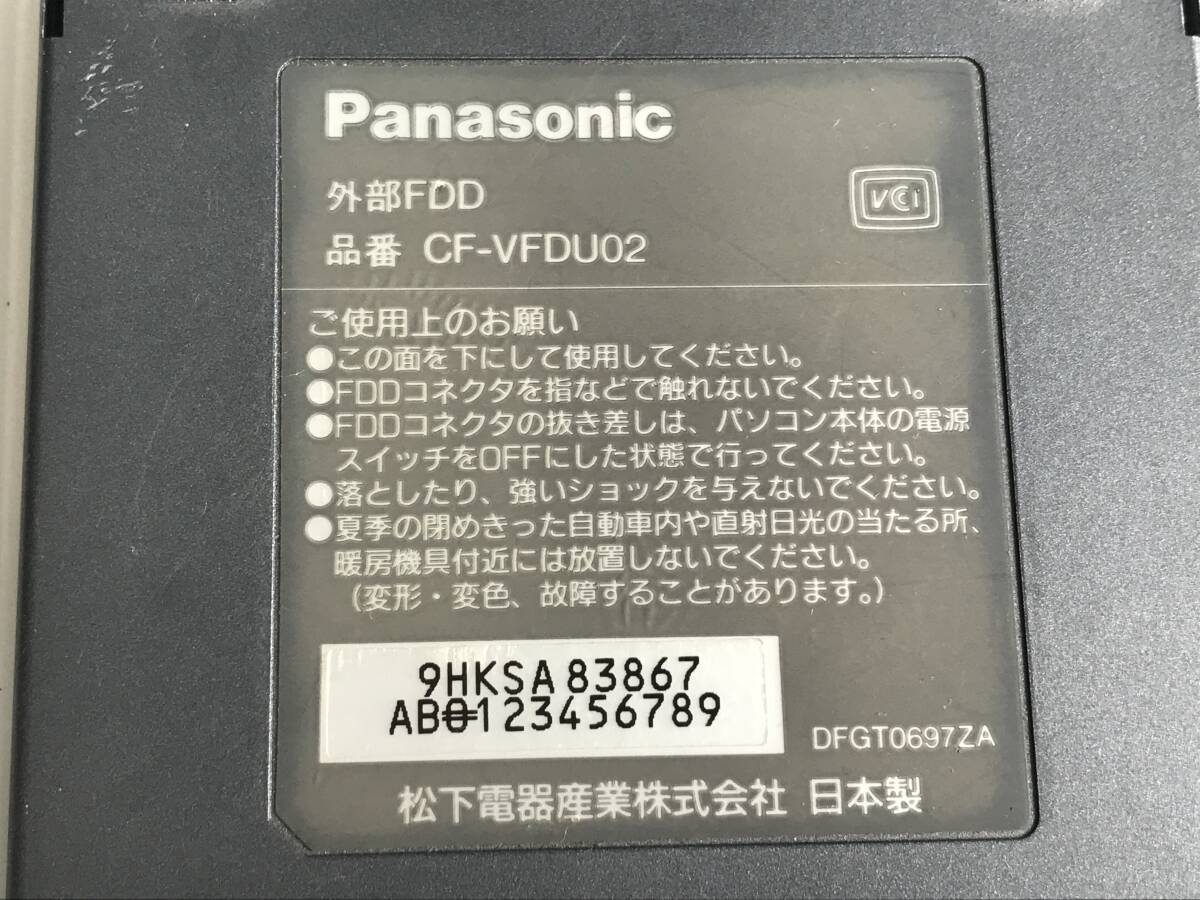 Panasonic
外部FDD
VCI
品番 CF-VFDU02
ご使用上のお願い
●この面を下にして使用してください。
●FDDコネクタを指などで触れないでください。
●FDDコネクタの抜き差しは、パソコン本体の電源
スイッチをOFFにした状態で行ってください。
●落としたり、強いショックを与えないでください。
●夏季の閉めきった自動車内や直射日光の当たる所、
暖房機具付近には放置しないでください。
(変形・変色、故障することがあります。)
9HKSA83867
AB0123456789
DFGT0697ZA
松下電器産業株式会社 日本製